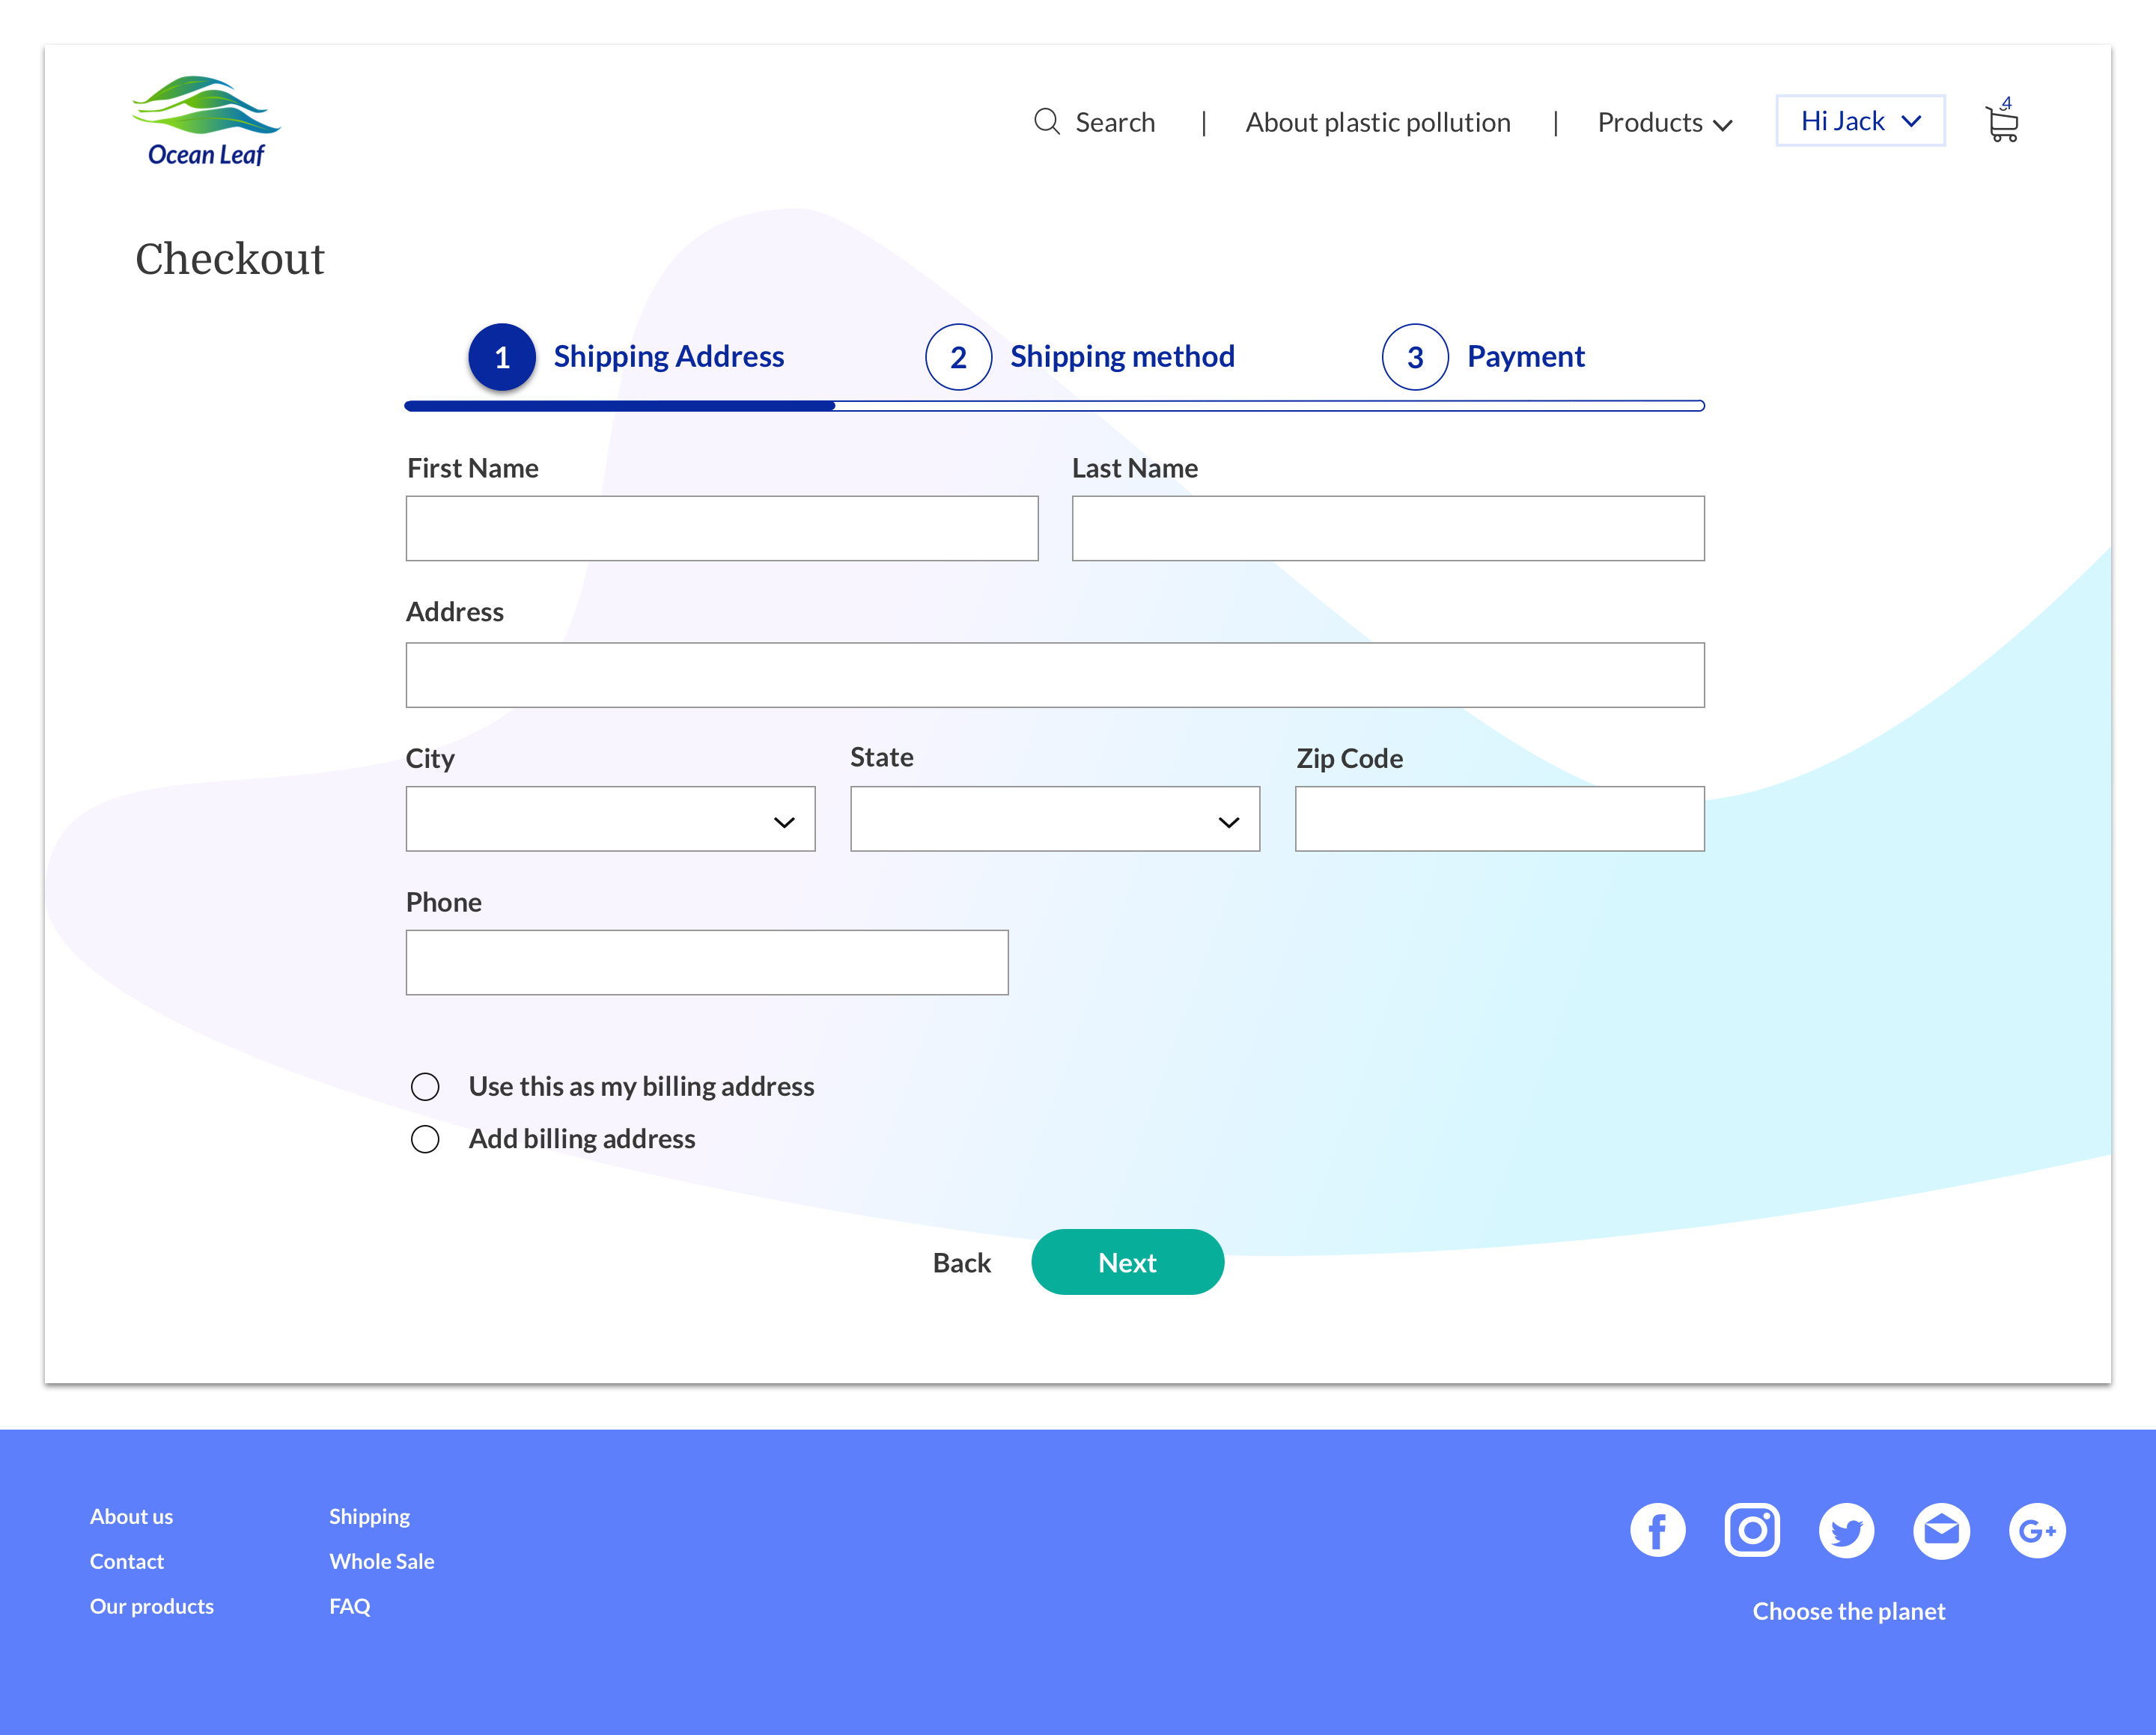 Ocean Leaf
Search | About plastic pollution | Products Hi Jack 4
Checkout
1 Shipping Address 2 Shipping method 3 Payment
First Name Last Name
Address
City State Zip Code
Phone
Use this as my billing address
Add billing address
Back Next
About us Shipping
Contact Whole Sale
Our products FAQ
Choose the planet